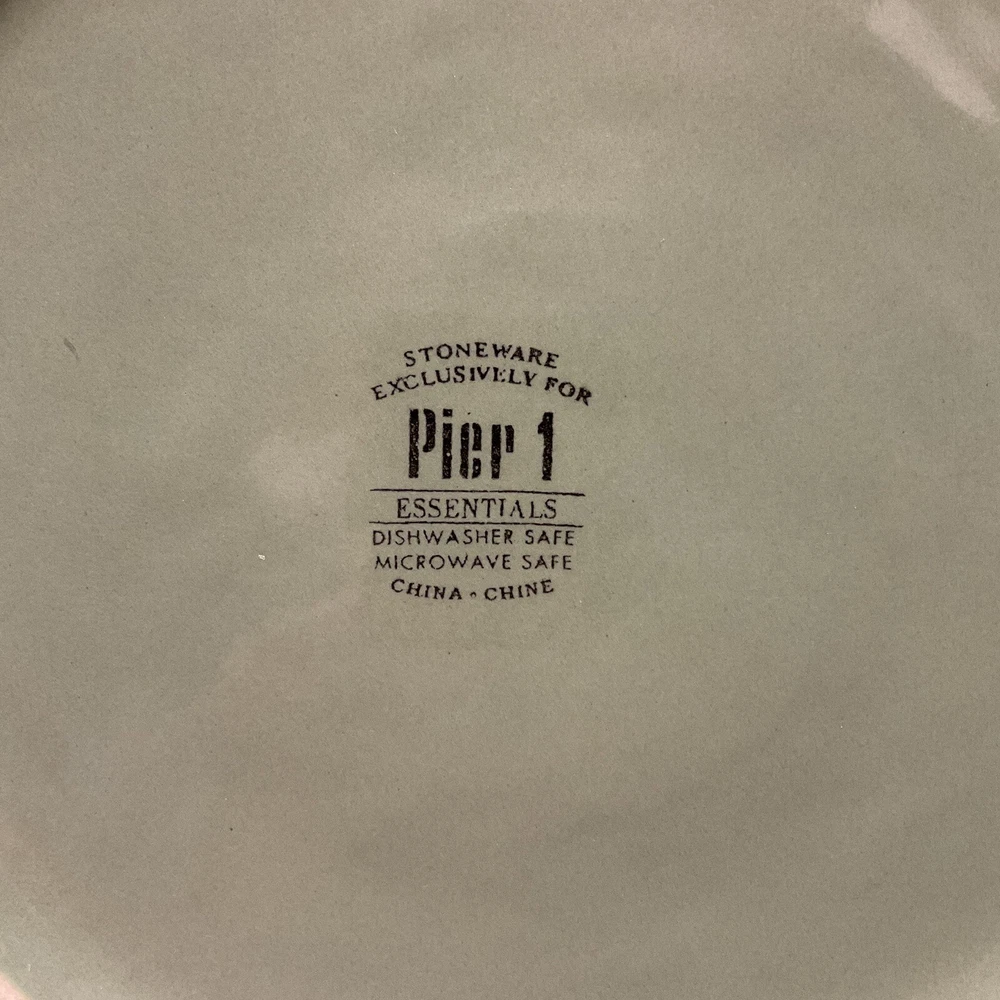 STONEWARE
EXCLUSIVELY FOR
Pier 1
ESSENTIALS
DISHWASHER SAFE
MICROWAVE SAFE
CHINA • CHINE